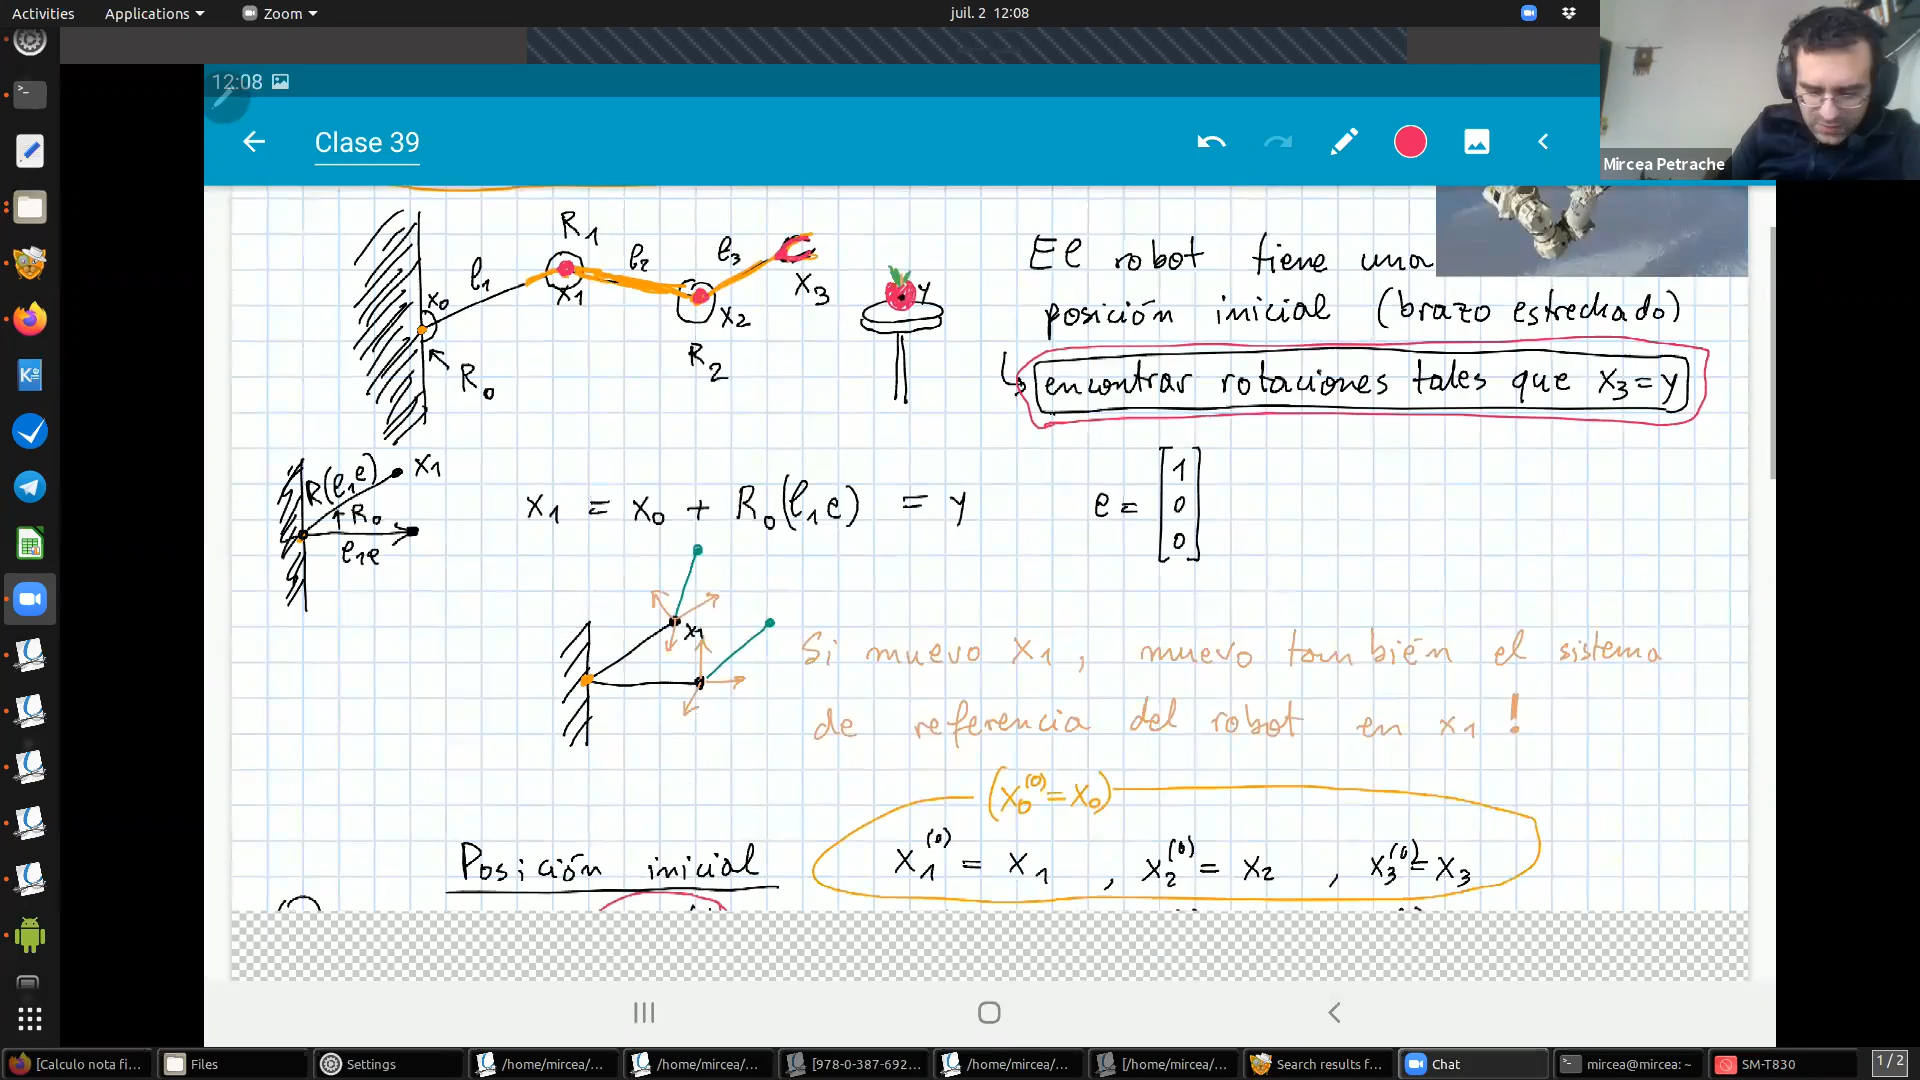 Activities Applications Zoom juil. 2 12:08
12:08
Clase 39
Mircea Petrache
R1
l1 l2 l3
x0 x1 x2 x3 y
R0 R2
El robot tiene una
posición inicial (brazo estrechado)
encontrar rotaciones tales que x3 = y
R(l1e) x1
R0
l1e
x1 = x0 + R0(l1e) = y
e = [1 0 0]
x1
Si muevo x1, muevo también el sistema
de referencia del robot en x1!
(x0^(0) = x0)
Posición inicial
x1^(0) = x1, x2^(0) = x2, x3^(0) = x3
[Calculo nota fi... Files Settings /home/mircea/... /home/mircea/... [978-0-387-692... /home/mircea/... [/home/mircea/... Search results f... Chat mircea@mircea: ~ SM-T830 1 / 2